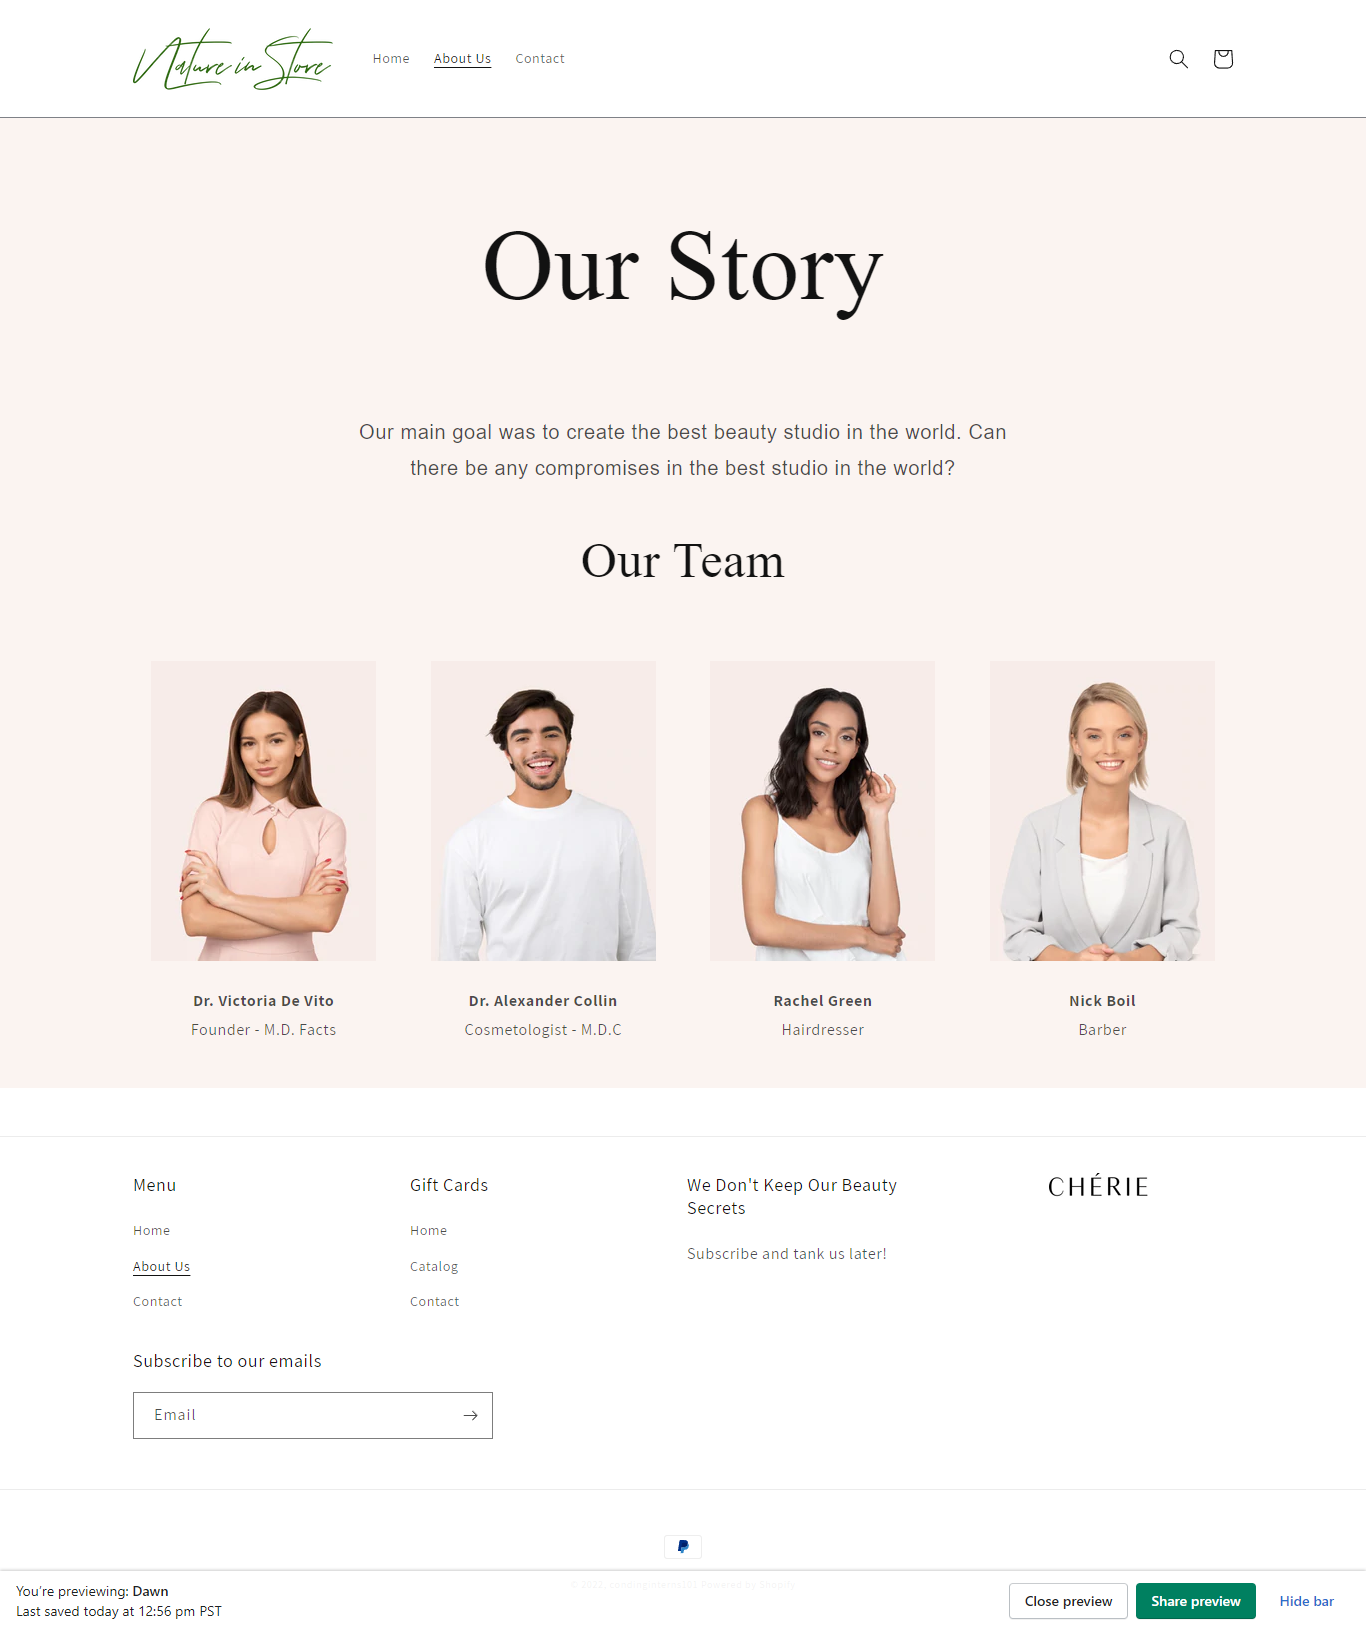 Nature in Store
Home About Us Contact
Our Story
Our main goal was to create the best beauty studio in the world. Can
there be any compromises in the best studio in the world?
Our Team
Dr. Victoria De Vito
Founder - M.D. Facts
Dr. Alexander Collin
Cosmetologist - M.D.C
Rachel Green
Hairdresser
Nick Boil
Barber
Menu
Home
About Us
Contact
Gift Cards
Home
Catalog
Contact
We Don't Keep Our Beauty
Secrets
Subscribe and tank us later!
CHÉRIE
Subscribe to our emails
Email
You're previewing: Dawn
Last saved today at 12:56 pm PST
Close preview
Share preview
Hide bar